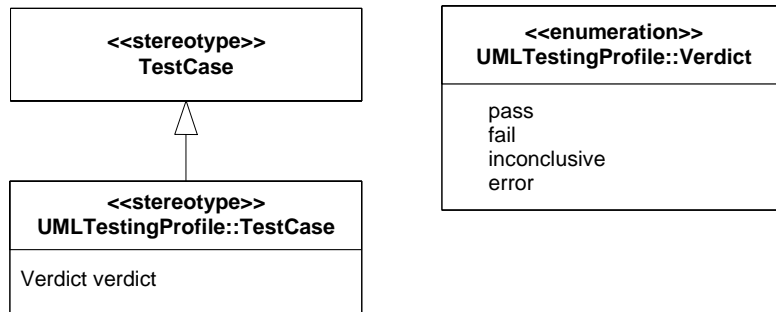 <<stereotype>>
TestCase
<<stereotype>>
UMLTestingProfile::TestCase
Verdict verdict
<<enumeration>>
UMLTestingProfile::Verdict
pass
fail
inconclusive
error